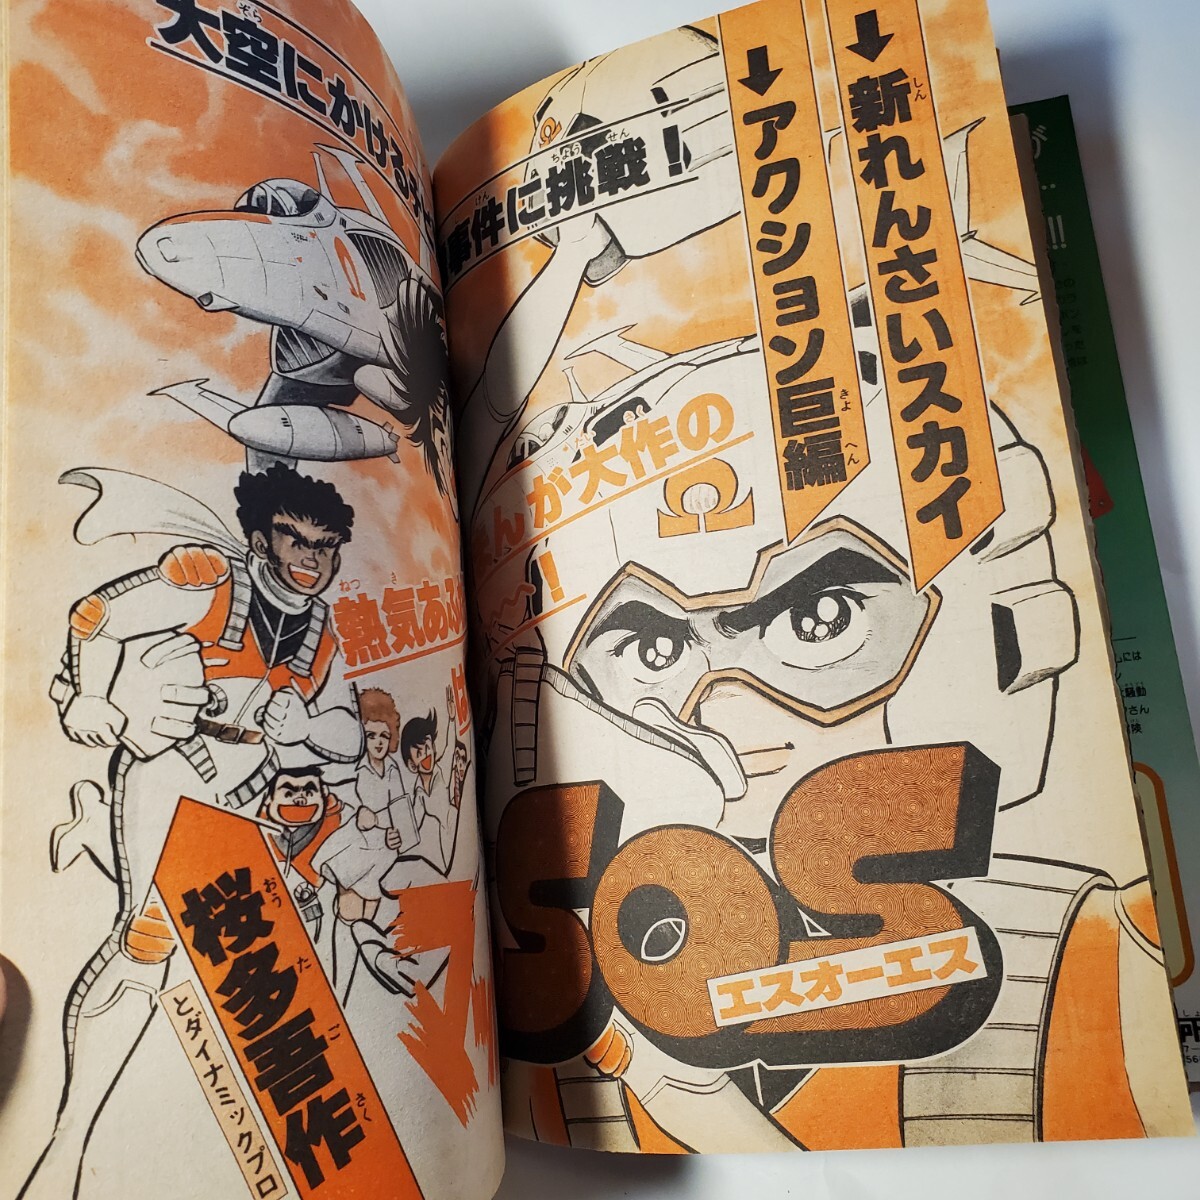 ↓新れんさいスカイ
↓アクション巨編
大空にかける
事件に挑戦！
熱気あふ
んが大作の
は
！
Ω
マ
SOS
エスオーエス
桜多吾作
とダイナミックプロ